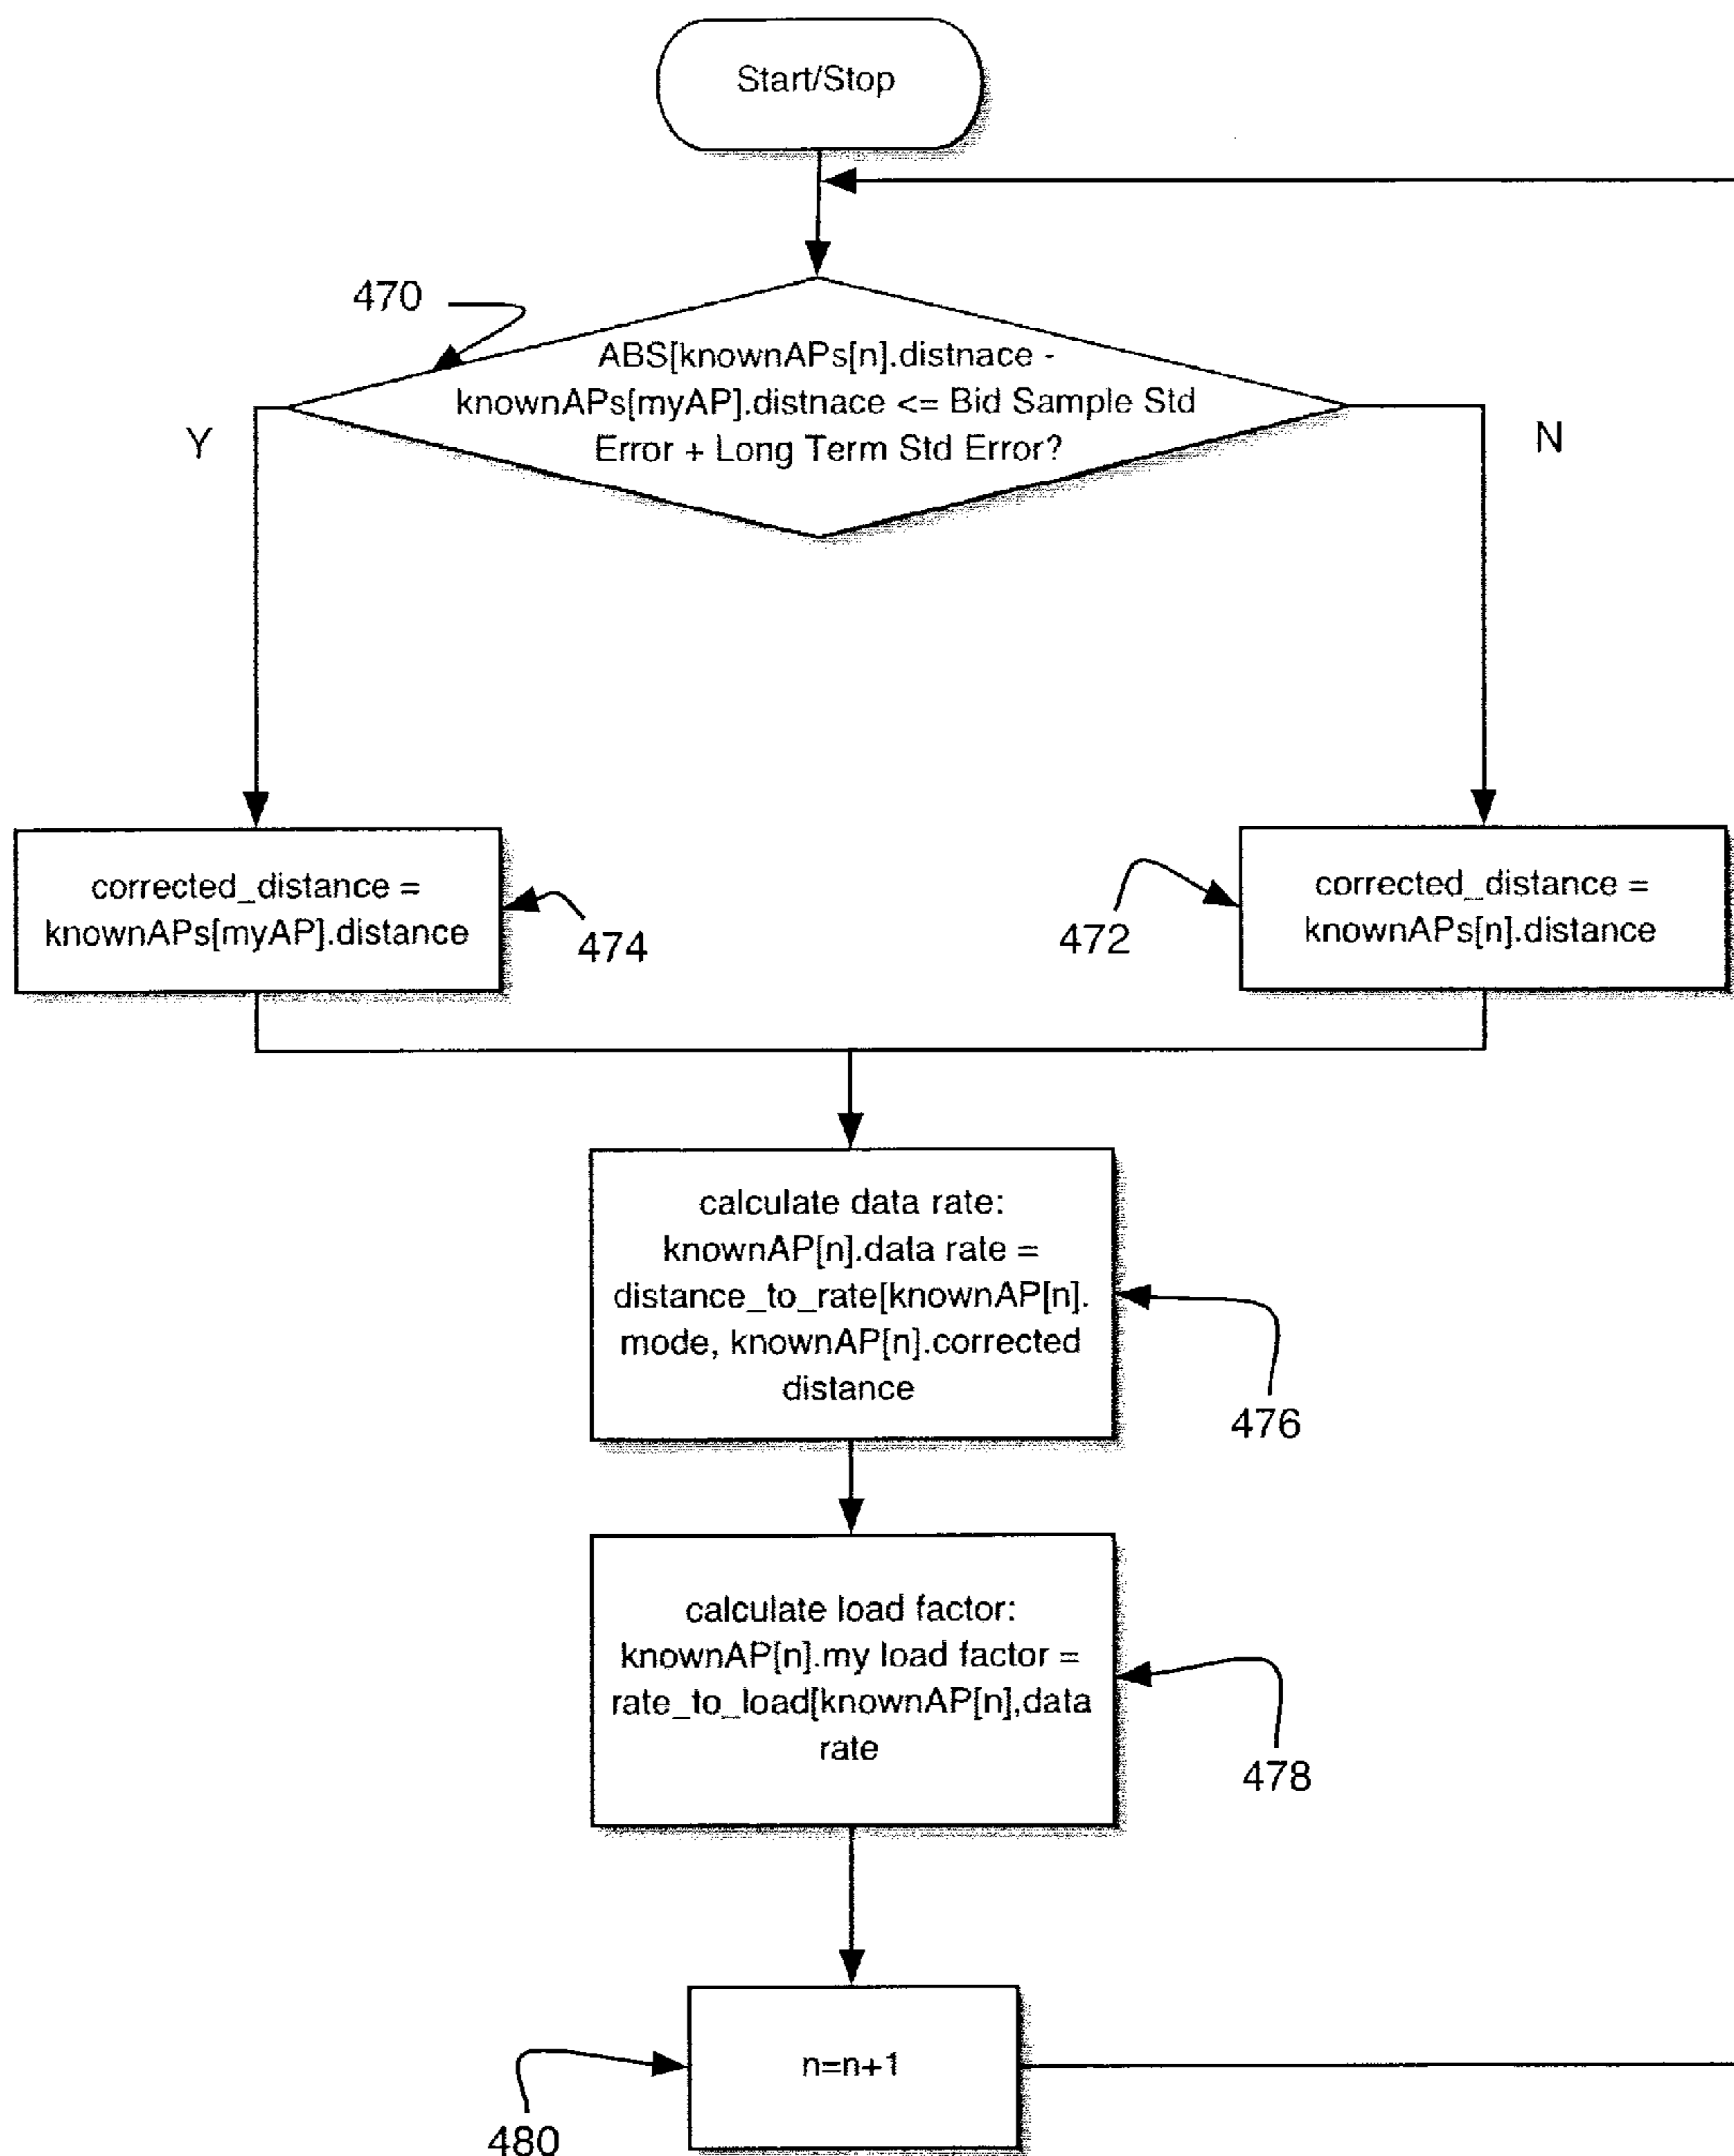 Start/Stop
470
ABS[knownAPs[n].distnace -
knownAPs[myAP].distnace <= Bid Sample Std
Error + Long Term Std Error?
Y
N
corrected_distance =
knownAPs[myAP].distance
474
472
corrected_distance =
knownAPs[n].distance
calculate data rate:
knownAP[n].data rate =
distance_to_rate[knownAP[n].
mode, knownAP[n].corrected
distance
476
calculate load factor:
knownAP[n].my load factor =
rate_to_load[knownAP[n],data
rate
478
n=n+1
480